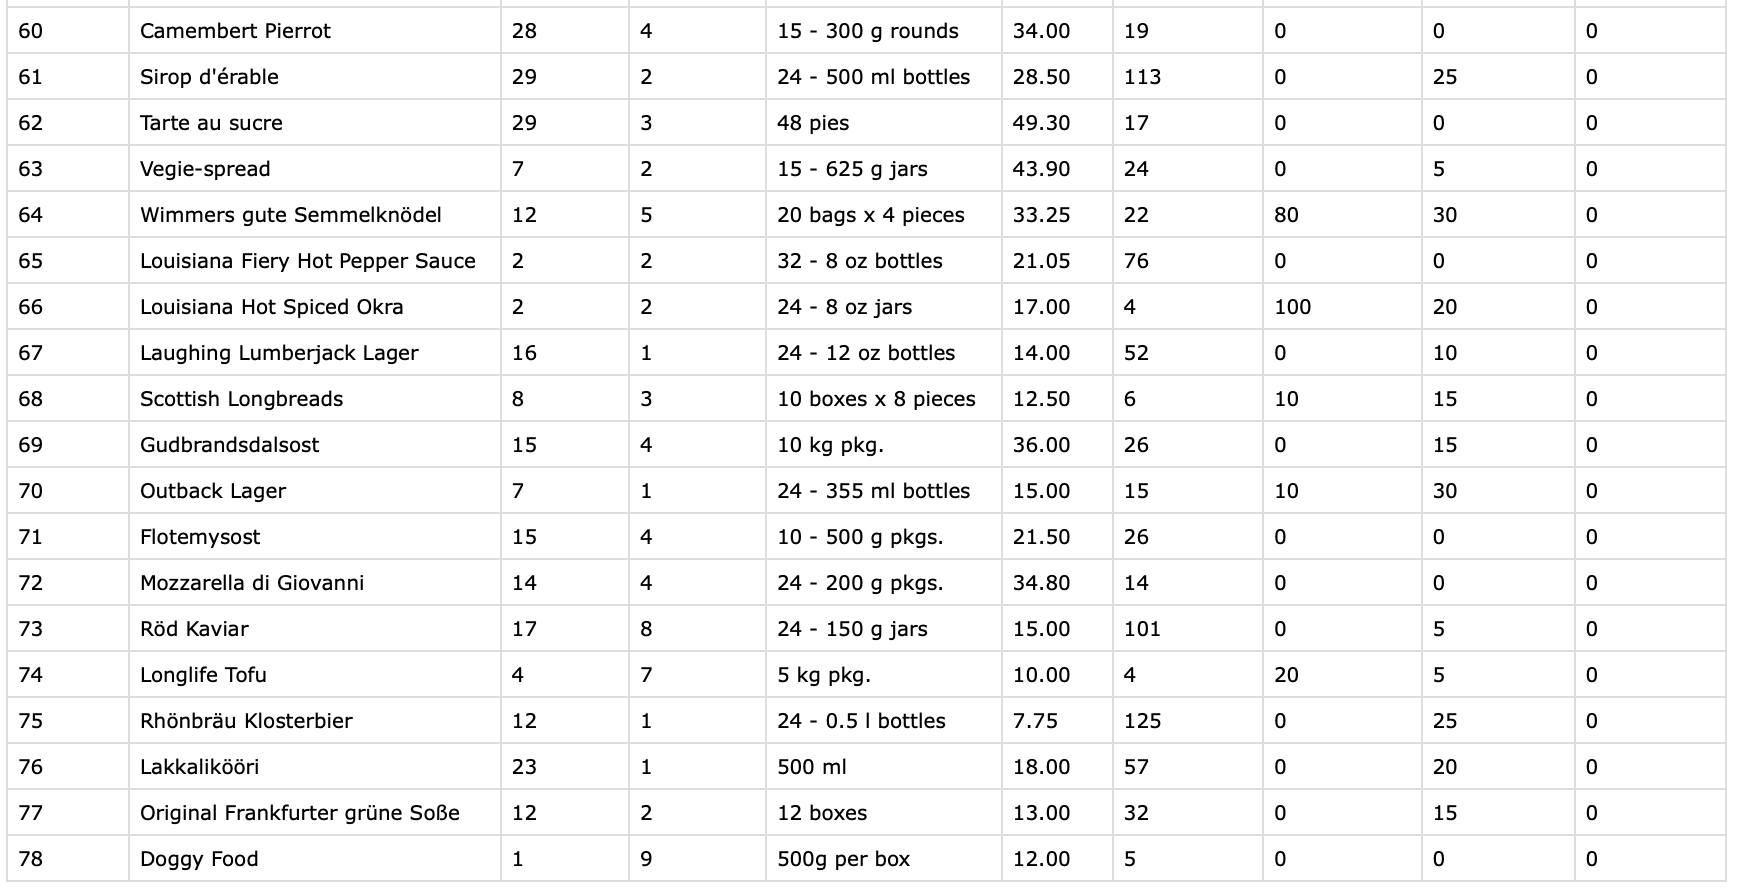 60 Camembert Pierrot 28 4 15 - 300 g rounds 34.00 19 0 0 0
61 Sirop d'érable 29 2 24 - 500 ml bottles 28.50 113 0 25 0
62 Tarte au sucre 29 3 48 pies 49.30 17 0 0 0
63 Vegie-spread 7 2 15 - 625 g jars 43.90 24 0 5 0
64 Wimmers gute Semmelknödel 12 5 20 bags x 4 pieces 33.25 22 80 30 0
65 Louisiana Fiery Hot Pepper Sauce 2 2 32 - 8 oz bottles 21.05 76 0 0 0
66 Louisiana Hot Spiced Okra 2 2 24 - 8 oz jars 17.00 4 100 20 0
67 Laughing Lumberjack Lager 16 1 24 - 12 oz bottles 14.00 52 0 10 0
68 Scottish Longbreads 8 3 10 boxes x 8 pieces 12.50 6 10 15 0
69 Gudbrandsdalsost 15 4 10 kg pkg. 36.00 26 0 15 0
70 Outback Lager 7 1 24 - 355 ml bottles 15.00 15 10 30 0
71 Flotemysost 15 4 10 - 500 g pkgs. 21.50 26 0 0 0
72 Mozzarella di Giovanni 14 4 24 - 200 g pkgs. 34.80 14 0 0 0
73 Röd Kaviar 17 8 24 - 150 g jars 15.00 101 0 5 0
74 Longlife Tofu 4 7 5 kg pkg. 10.00 4 20 5 0
75 Rhönbräu Klosterbier 12 1 24 - 0.5 l bottles 7.75 125 0 25 0
76 Lakkalikööri 23 1 500 ml 18.00 57 0 20 0
77 Original Frankfurter grüne Soße 12 2 12 boxes 13.00 32 0 15 0
78 Doggy Food 1 9 500g per box 12.00 5 0 0 0